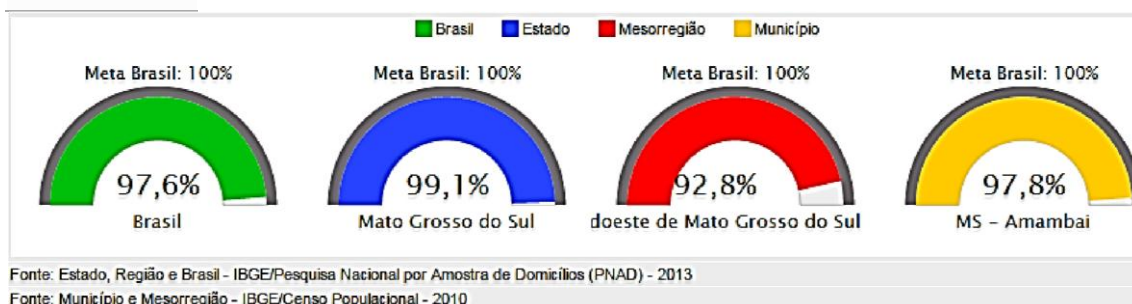 Brasil Estado Mesorregião Município
Meta Brasil: 100% Meta Brasil: 100% Meta Brasil: 100% Meta Brasil: 100%
97,6% 99,1% 92,8% 97,8%
Brasil Mato Grosso do Sul doeste de Mato Grosso do Sul MS - Amambai
Fonte: Estado, Região e Brasil - IBGE/Pesquisa Nacional por Amostra de Domicílios (PNAD) - 2013
Fonte: Município e Mesorregião - IBGE/Censo Populacional - 2010